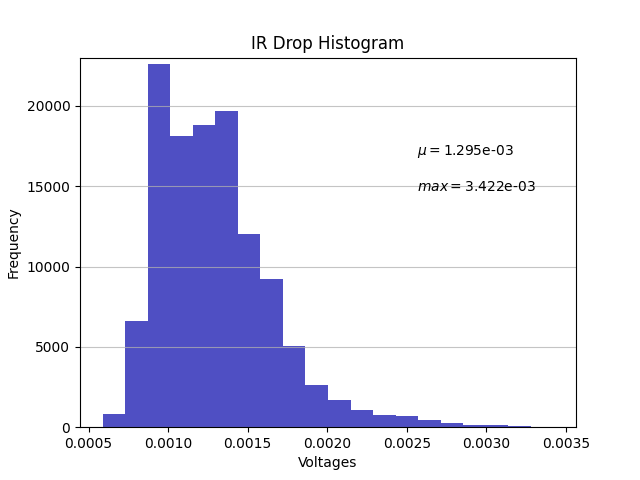 IR Drop Histogram
20000
15000
10000
5000
0
Frequency
μ = 1.295e-03
max = 3.422e-03
0.0005 0.0010 0.0015 0.0020 0.0025 0.0030 0.0035
Voltages